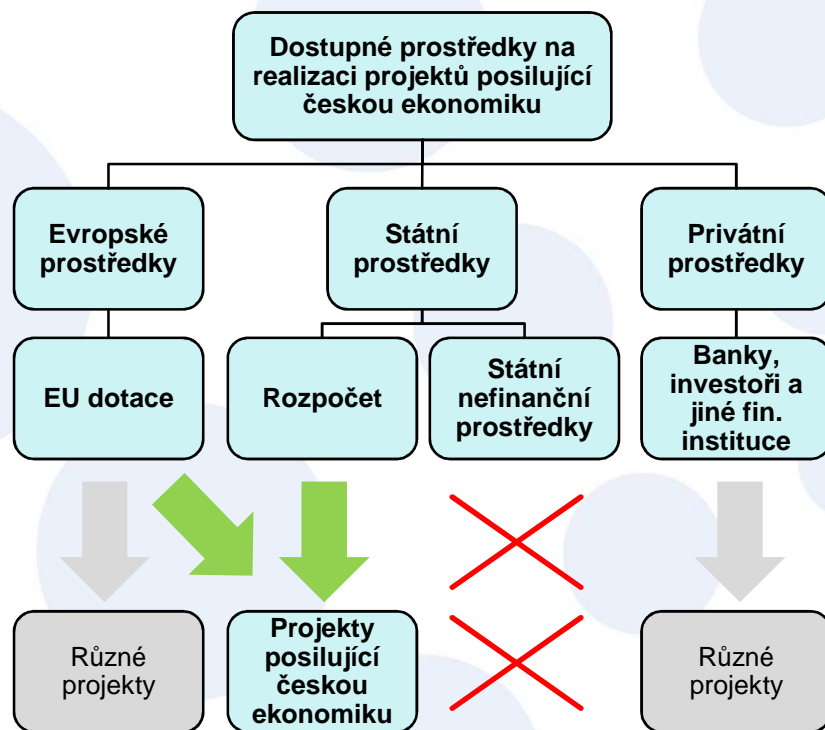 Dostupné prostředky na
realizaci projektů posilující
českou ekonomiku
Evropské
prostředky
Státní
prostředky
Privátní
prostředky
EU dotace
Rozpočet
Státní
nefinanční
prostředky
Banky,
investoři a
jiné fin.
instituce
Různé
projekty
Projekty
posilující
českou
ekonomiku
Různé
projekty